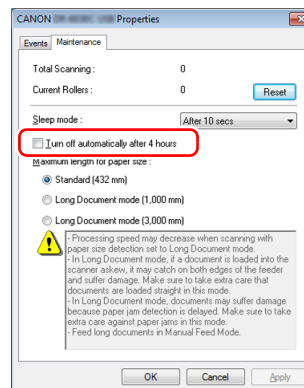 CANON USB Properties
Events Maintenance
Total Scanning : 0
Current Rollers : 0 Reset
Sleep mode : After 10 secs
Turn off automatically after 4 hours
Maximum length for paper size :
Standard (432 mm)
Long Document mode (1,000 mm)
Long Document mode (3,000 mm)
- Processing speed may decrease when scanning with
paper size detection set to Long Document mode.
- In Long Document mode, if a document is loaded into the
scanner askew, it may catch on both edges of the feeder
and suffer damage. Make sure to take extra care that
documents are loaded straight in this mode.
- In Long Document mode, documents may suffer damage
because paper jam detection is delayed. Make sure to take
extra care against paper jams in this mode.
- Feed long documents in Manual Feed Mode.
OK Cancel Apply